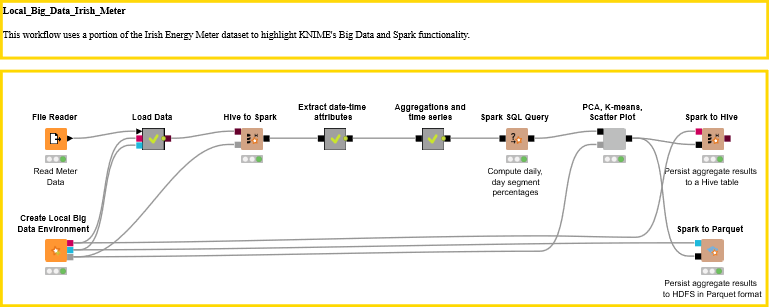 Local_Big_Data_Irish_Meter
This workflow uses a portion of the Irish Energy Meter dataset to highlight KNIME's Big Data and Spark functionality.
File Reader
Read Meter
Data
Load Data
Hive to Spark
Extract date-time
attributes
Aggregations and
time series
Spark SQL Query
Compute daily,
day segment
percentages
PCA, K-means,
Scatter Plot
Spark to Hive
Persist aggregate results
to a Hive table
Create Local Big
Data Environment
Spark to Parquet
Persist aggregate results
to HDFS in Parquet format